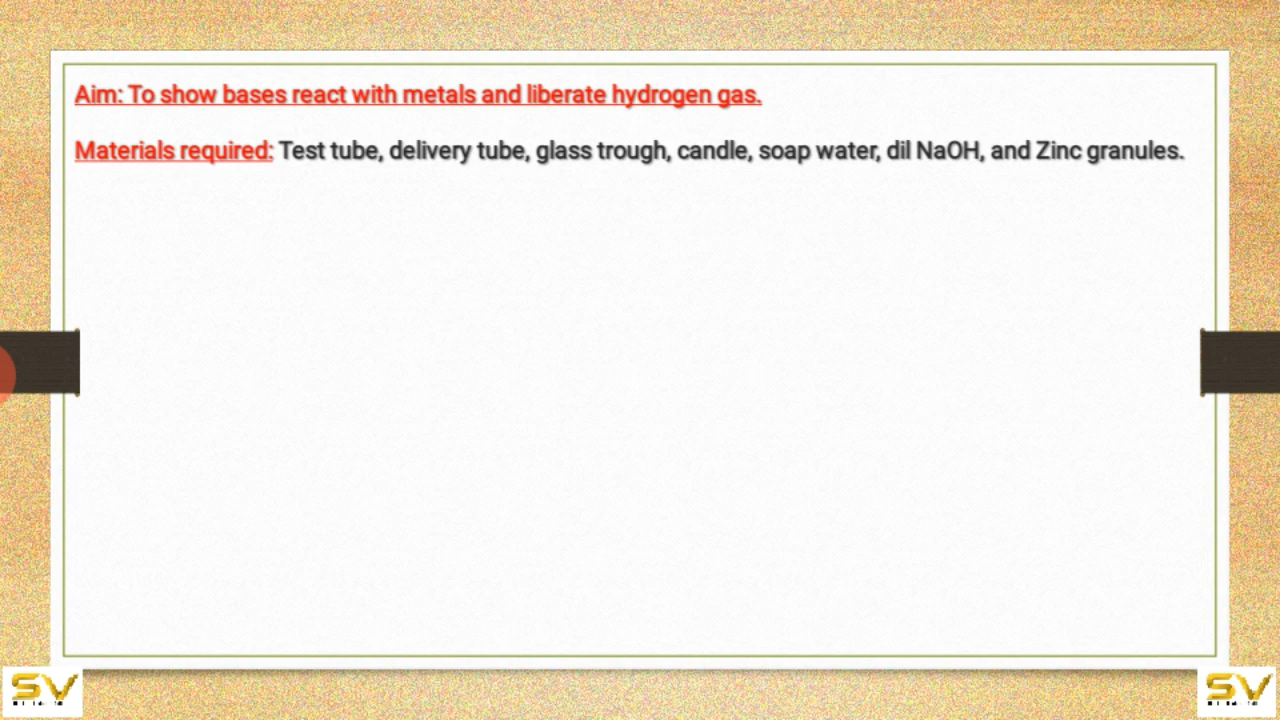 Aim: To show bases react with metals and liberate hydrogen gas.
Materials required: Test tube, delivery tube, glass trough, candle, soap water, dil NaOH, and Zinc granules.
SV
SV